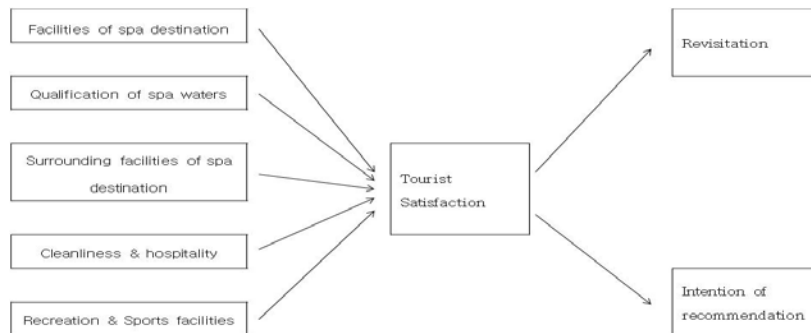 Facilities of spa destination
Qualification of spa waters
Surrounding facilities of spa
destination
Cleanliness & hospitality
Recreation & Sports facilities
Tourist
Satisfaction
Revisitation
Intention of
recommendation